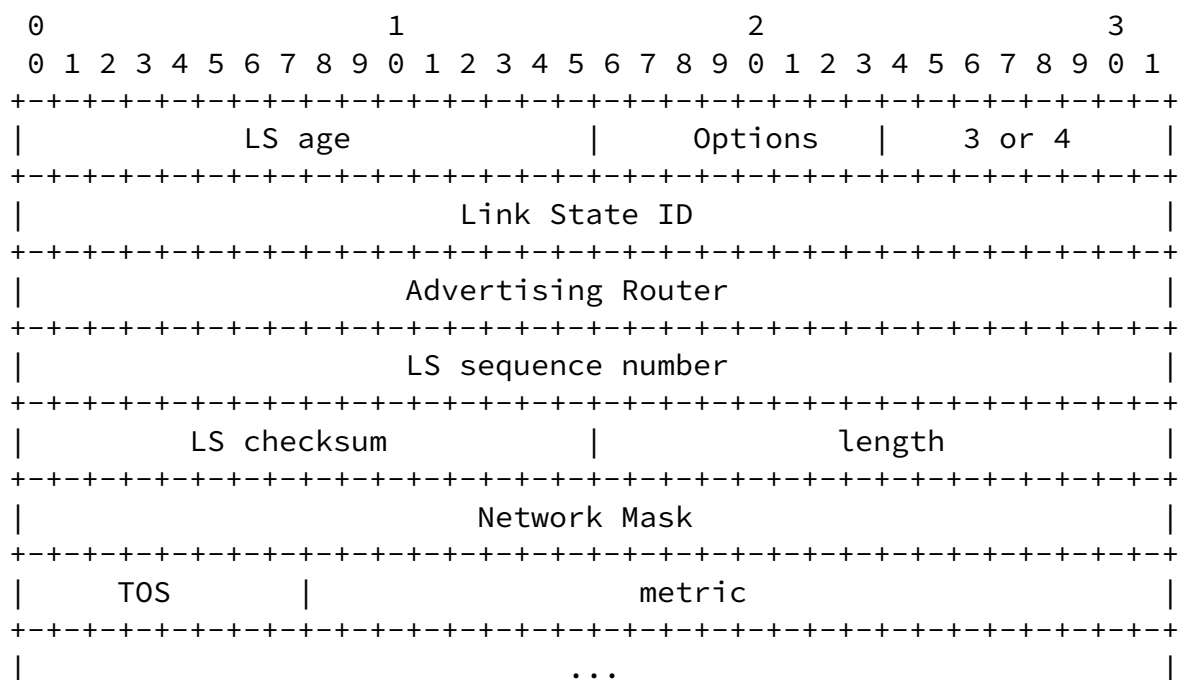 0                   1                   2                   3
0 1 2 3 4 5 6 7 8 9 0 1 2 3 4 5 6 7 8 9 0 1 2 3 4 5 6 7 8 9 0 1
+-+-+-+-+-+-+-+-+-+-+-+-+-+-+-+-+-+-+-+-+-+-+-+-+-+-+-+-+-+-+-+-+
|            LS age             |     Options   |    3 or 4     |
+-+-+-+-+-+-+-+-+-+-+-+-+-+-+-+-+-+-+-+-+-+-+-+-+-+-+-+-+-+-+-+-+
|                        Link State ID                          |
+-+-+-+-+-+-+-+-+-+-+-+-+-+-+-+-+-+-+-+-+-+-+-+-+-+-+-+-+-+-+-+-+
|                     Advertising Router                        |
+-+-+-+-+-+-+-+-+-+-+-+-+-+-+-+-+-+-+-+-+-+-+-+-+-+-+-+-+-+-+-+-+
|                     LS sequence number                        |
+-+-+-+-+-+-+-+-+-+-+-+-+-+-+-+-+-+-+-+-+-+-+-+-+-+-+-+-+-+-+-+-+
|         LS checksum           |             length            |
+-+-+-+-+-+-+-+-+-+-+-+-+-+-+-+-+-+-+-+-+-+-+-+-+-+-+-+-+-+-+-+-+
|                         Network Mask                          |
+-+-+-+-+-+-+-+-+-+-+-+-+-+-+-+-+-+-+-+-+-+-+-+-+-+-+-+-+-+-+-+-+
|     TOS       |                  metric                       |
+-+-+-+-+-+-+-+-+-+-+-+-+-+-+-+-+-+-+-+-+-+-+-+-+-+-+-+-+-+-+-+-+
|                              ...                              |